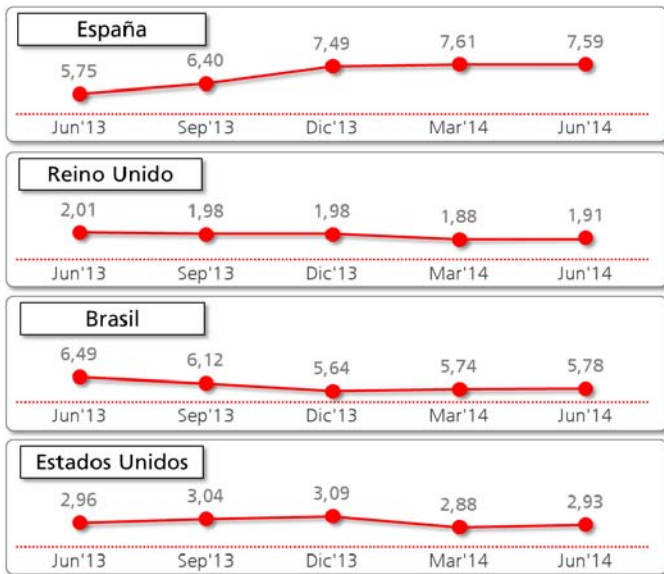 España
5,75 6,40 7,49 7,61 7,59
Jun'13 Sep'13 Dic'13 Mar'14 Jun'14
Reino Unido
2,01 1,98 1,98 1,88 1,91
Jun'13 Sep'13 Dic'13 Mar'14 Jun'14
Brasil
6,49 6,12 5,64 5,74 5,78
Jun'13 Sep'13 Dic'13 Mar'14 Jun'14
Estados Unidos
2,96 3,04 3,09 2,88 2,93
Jun'13 Sep'13 Dic'13 Mar'14 Jun'14